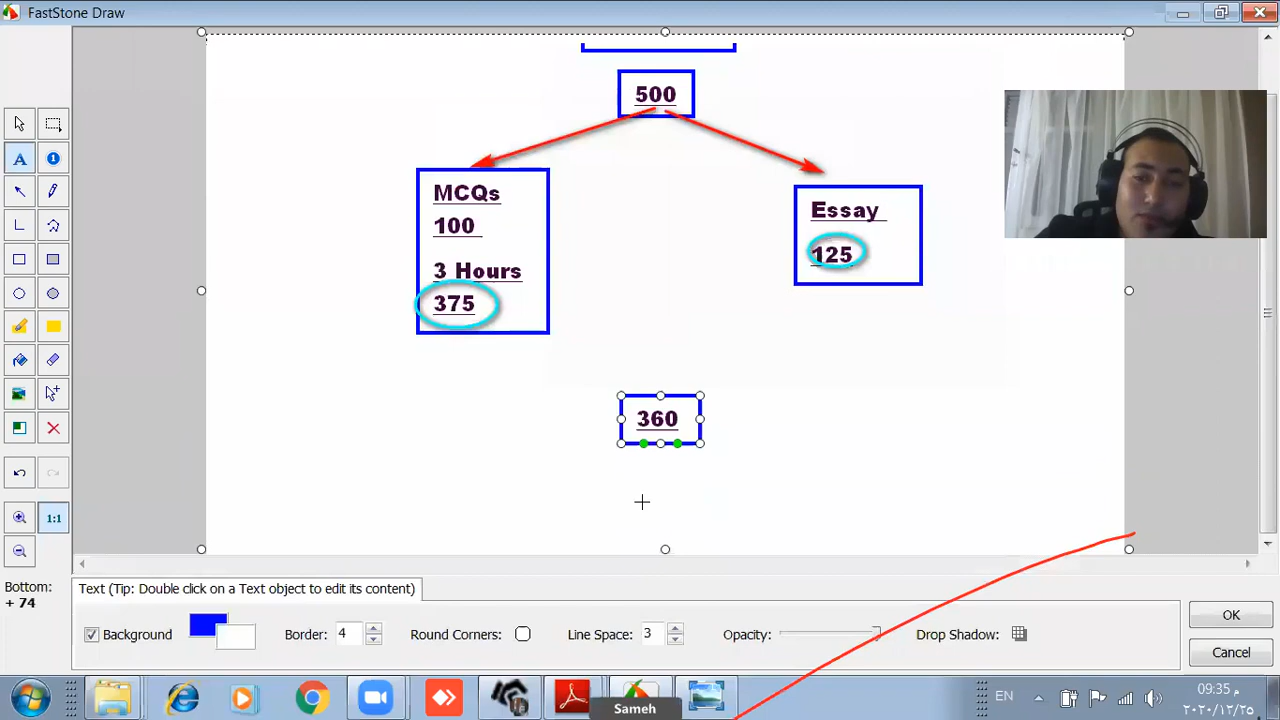 FastStone Draw
500
MCQs
100
3 Hours
375
Essay
125
360
A
1
1:1
Bottom:
+ 74
Text (Tip: Double click on a Text object to edit its content)
Background
Border: 4
Round Corners:
Line Space: 3
Opacity:
Drop Shadow:
OK
Cancel
Sameh
EN
09:35 م
٢٠٢٠/١٢/٢٥